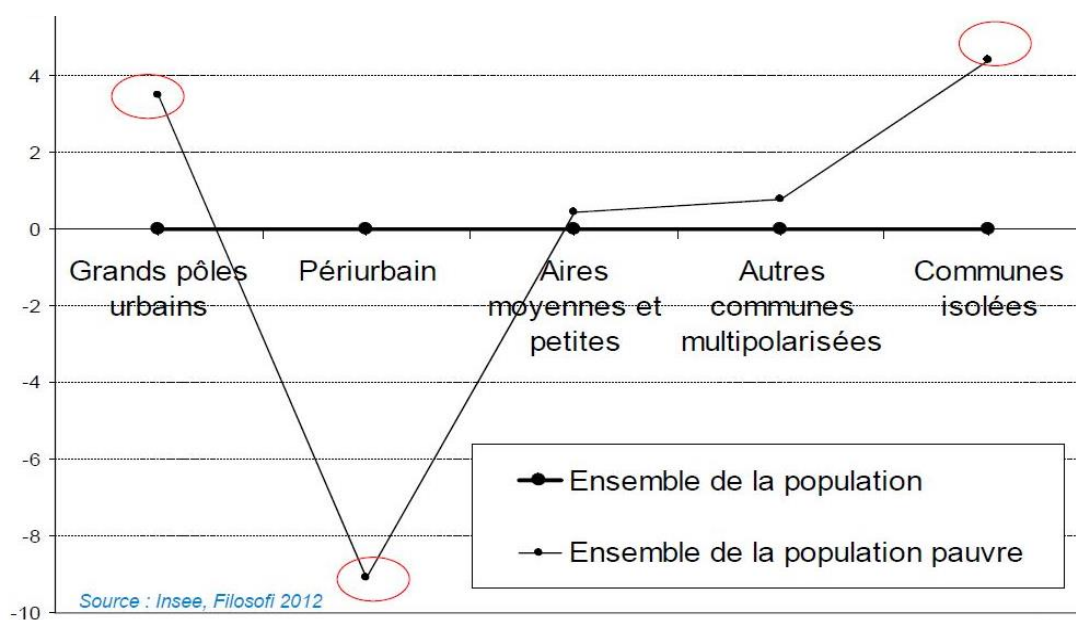 4
2
0
-2
-4
-6
-8
-10
Grands pôles
urbains
Périurbain
Aires
moyennes et
petites
Autres
communes
multipolarisées
Communes
isolées
Ensemble de la population
Ensemble de la population pauvre
Source : Insee, Filosofi 2012